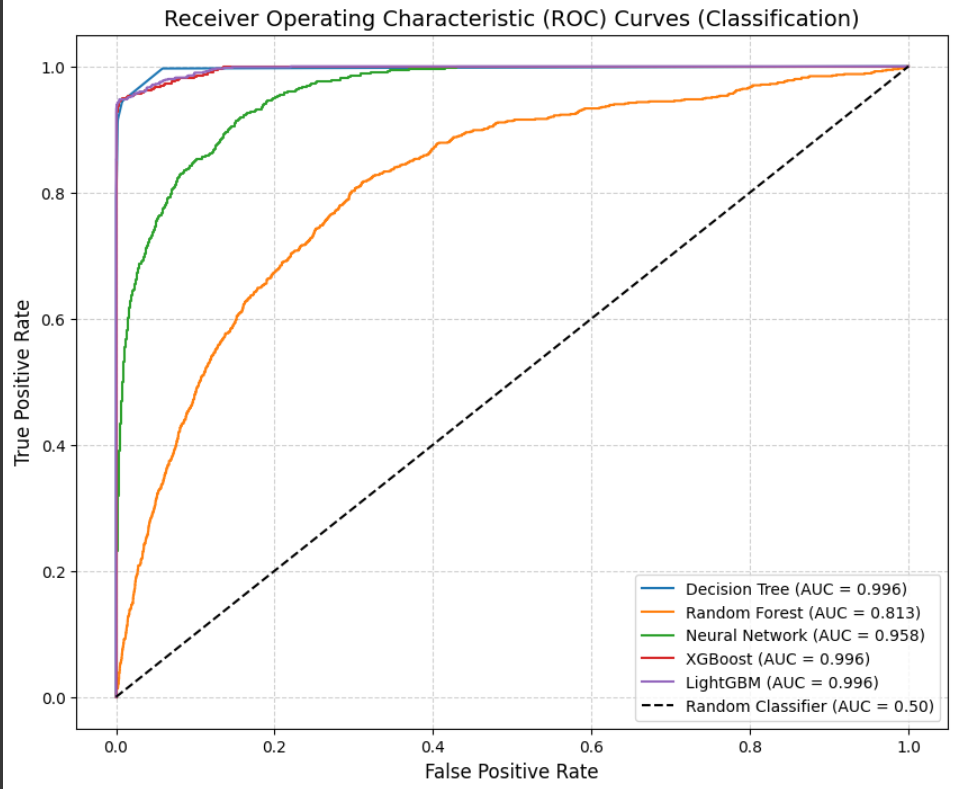 Receiver Operating Characteristic (ROC) Curves (Classification)
True Positive Rate
1.0
0.8
0.6
0.4
0.2
0.0
0.0 0.2 0.4 0.6 0.8 1.0
False Positive Rate
Decision Tree (AUC = 0.996)
Random Forest (AUC = 0.813)
Neural Network (AUC = 0.958)
XGBoost (AUC = 0.996)
LightGBM (AUC = 0.996)
Random Classifier (AUC = 0.50)